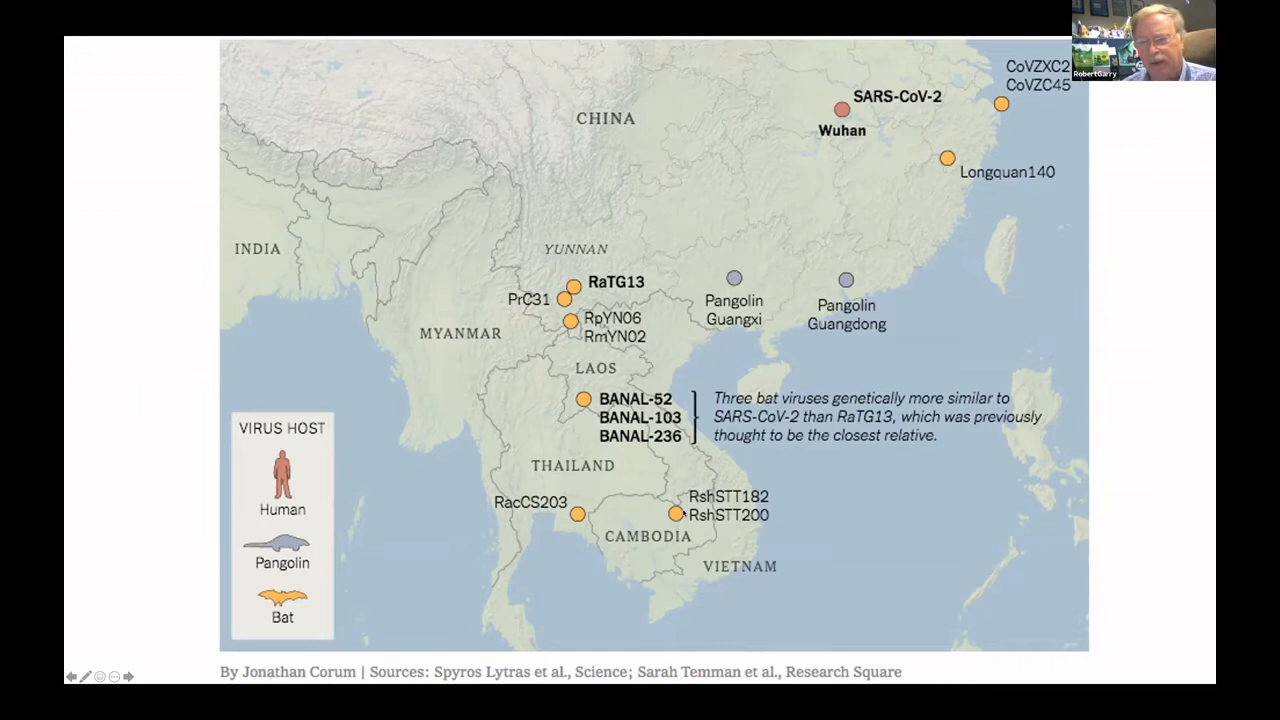 RobertGarry
CoVZXC2
CoVZC45
SARS-CoV-2
CHINA
Wuhan
Longquan140
INDIA
YUNNAN
RaTG13
PrC31
Pangolin
Guangxi
Pangolin
Guangdong
RpYN06
RmYN02
MYANMAR
LAOS
BANAL-52
BANAL-103
BANAL-236
Three bat viruses genetically more similar to
SARS-CoV-2 than RaTG13, which was previously
thought to be the closest relative.
VIRUS HOST
Human
Pangolin
Bat
THAILAND
RacCS203
RshSTT182
RshSTT200
CAMBODIA
VIETNAM
By Jonathan Corum | Sources: Spyros Lytras et al., Science; Sarah Temman et al., Research Square